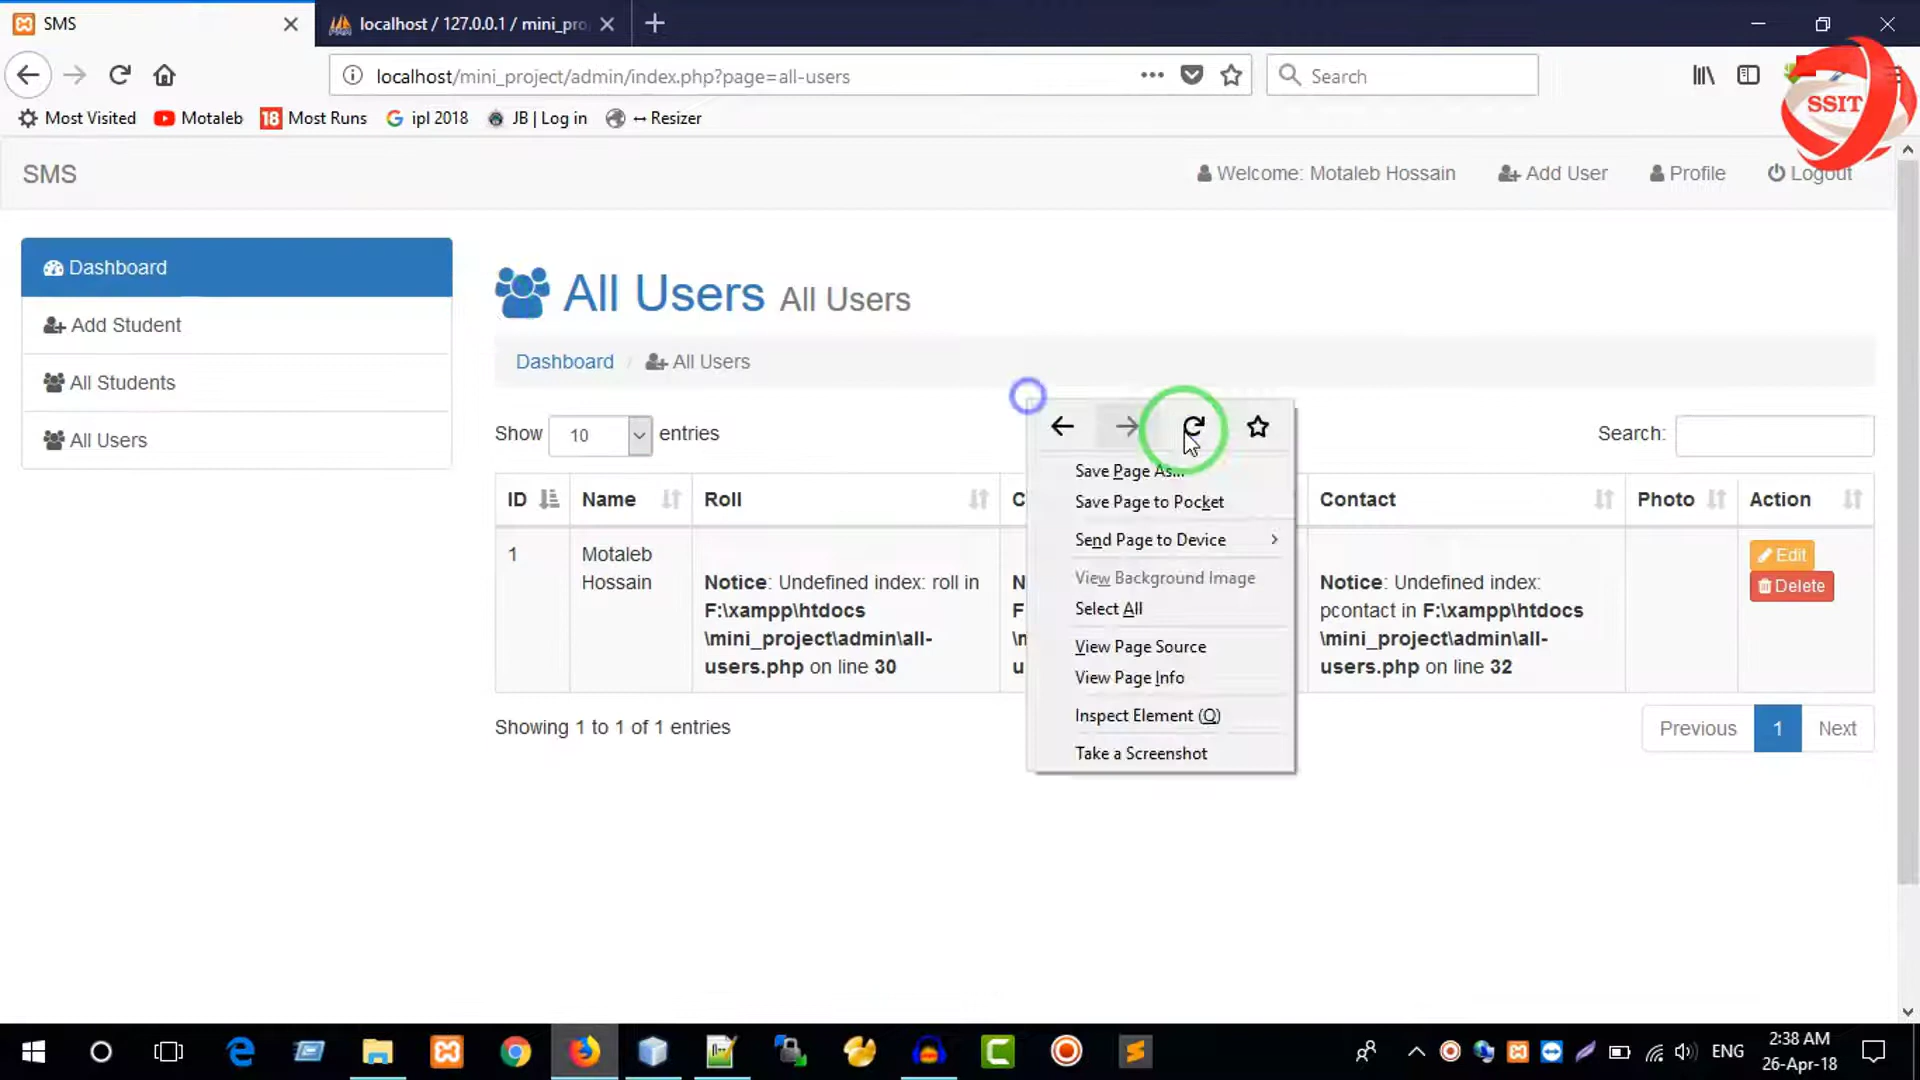 SMS
localhost / 127.0.0.1 / mini_pro
localhost/mini_project/admin/index.php?page=all-users
Search
Most Visited
Motaleb
18 Most Runs
ipl 2018
JB | Log in
↔ Resizer
SSIT
SMS
Welcome: Motaleb Hossain
Add User
Profile
Logout
Dashboard
Add Student
All Students
All Users
All Users All Users
Dashboard / All Users
Show 10 entries
Search:
ID
Name
Roll
C
Contact
Photo
Action
1
Motaleb
Hossain
Notice: Undefined index: roll in
F:\xampp\htdocs
\mini_project\admin\all-
users.php on line 30
N
F
\m
u
Notice: Undefined index:
pcontact in F:\xampp\htdocs
\mini_project\admin\all-
users.php on line 32
Edit
Delete
Save Page As...
Save Page to Pocket
Send Page to Device
View Background Image
Select All
View Page Source
View Page Info
Inspect Element (Q)
Take a Screenshot
Showing 1 to 1 of 1 entries
Previous
1
Next
ENG
2:38 AM
26-Apr-18